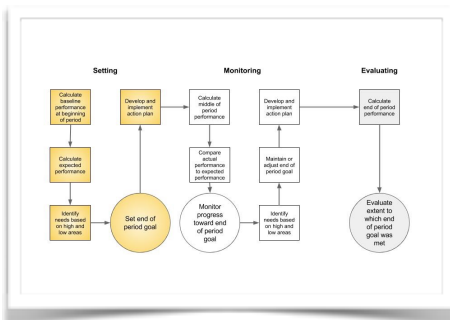 Setting
Monitoring
Evaluating
Calculate
baseline
performance
at beginning
of period
Calculate
expected
performance
Identify
needs based
on high and
low areas
Set end of
period goal
Develop and
implement
action plan
Calculate
middle of
period
performance
Compare
actual
performance
to expected
performance
Monitor
progress
toward end
of period
goal
Identify
needs based
on high and
low areas
Maintain or
adjust end of
period goal
Develop and
implement
action plan
Calculate
end of period
performance
Evaluate
extent to
which end
of period
goal was
met